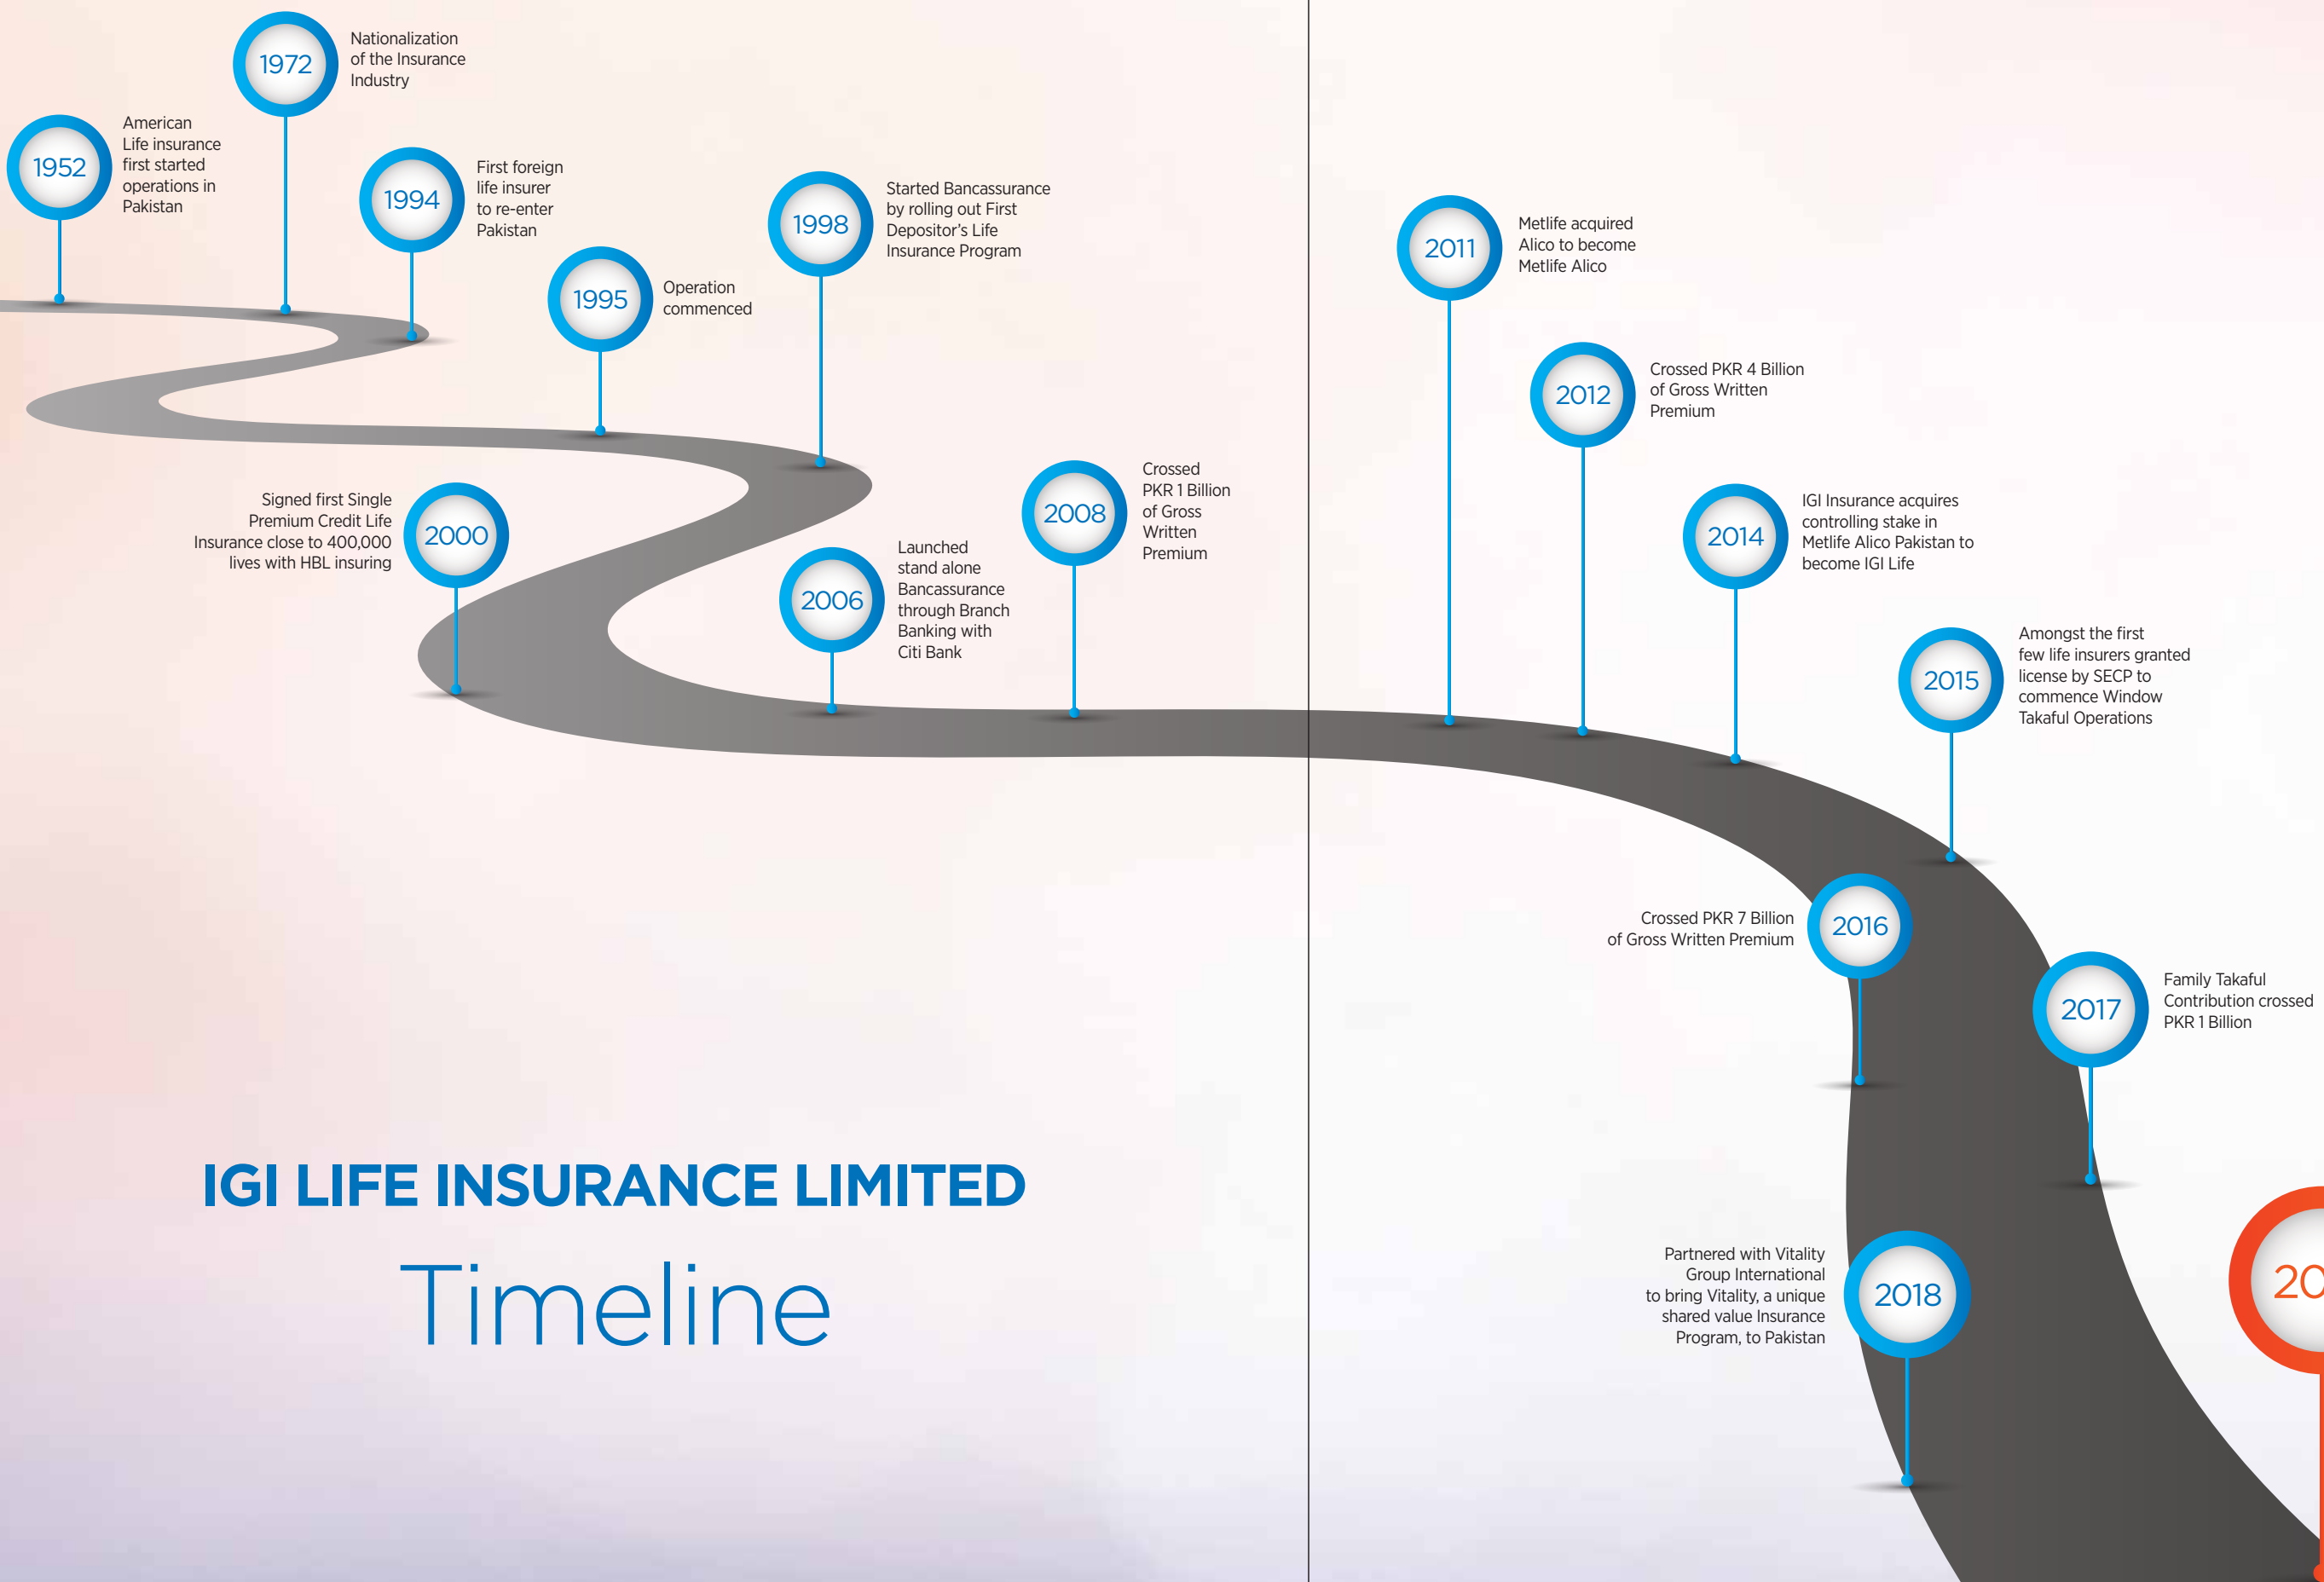 1952
American
Life insurance
first started
operations in
Pakistan
1972
Nationalization
of the Insurance
Industry
1994
First foreign
life insurer
to re-enter
Pakistan
1995
Operation
commenced
1998
Started Bancassurance
by rolling out First
Depositor's Life
Insurance Program
Signed first Single
Premium Credit Life
Insurance close to 400,000
lives with HBL insuring
2000
2006
Launched
stand alone
Bancassurance
through Branch
Banking with
Citi Bank
2008
Crossed
PKR 1 Billion
of Gross
Written
Premium
2011
Metlife acquired
Alico to become
Metlife Alico
2012
Crossed PKR 4 Billion
of Gross Written
Premium
2014
IGI Insurance acquires
controlling stake in
Metlife Alico Pakistan to
become IGI Life
2015
Amongst the first
few life insurers granted
license by SECP to
commence Window
Takaful Operations
Crossed PKR 7 Billion
of Gross Written Premium
2016
2017
Family Takaful
Contribution crossed
PKR 1 Billion
Partnered with Vitality
Group International
to bring Vitality, a unique
shared value Insurance
Program, to Pakistan
2018
20
IGI LIFE INSURANCE LIMITED
Timeline